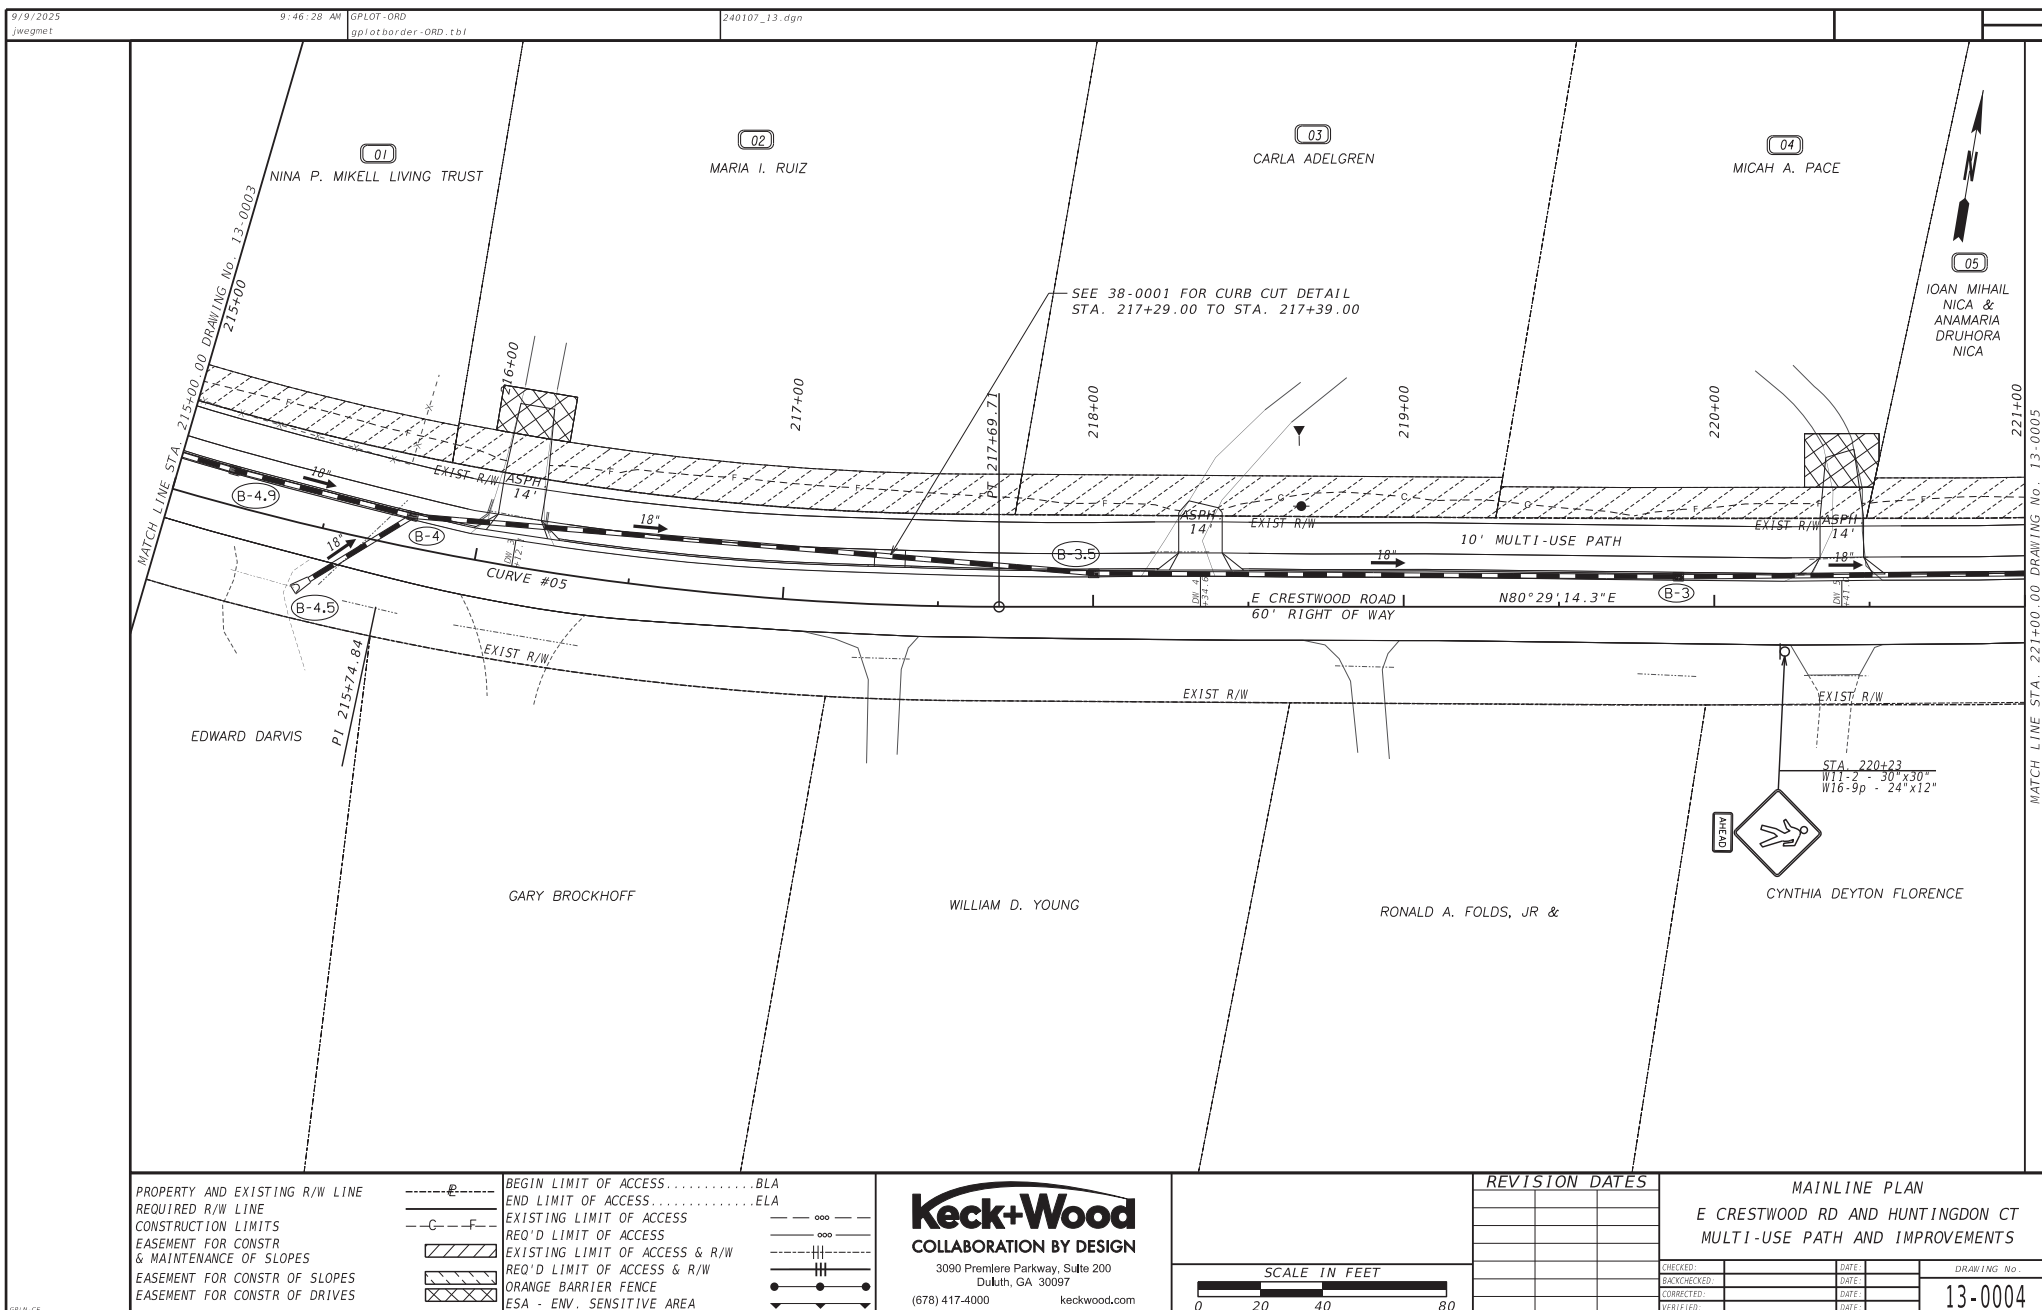 9/9/2025
9:46:28 AM
GPLOT-ORD
240107_13.dgn
jwegmet
gplotborder-ORD.tbl
01
NINA P. MIKELL LIVING TRUST
02
MARIA I. RUIZ
03
CARLA ADELGREN
04
MICAH A. PACE
N
05
IOAN MIHAIL
NICA &
ANAMARIA
DRUHORA
NICA
MATCH LINE STA. 215+00.00 DRAWING No. 13-0003
215+00
SEE 38-0001 FOR CURB CUT DETAIL
STA. 217+29.00 TO STA. 217+39.00
216+00
217+00
PT 217+69.71
218+00
219+00
220+00
221+00
MATCH LINE STA. 221+00.00 DRAWING No. 13-0005
18"
EXIST R/W
ASPH
14'
B-4.9
18"
B-4
18"
B-4.5
CURVE #05
DW 3
B-3.5
ASPH
14'
EXIST R/W
10' MULTI-USE PATH
18"
EXIST R/W
ASPH
14'
18"
DW 4
+34.6
E CRESTWOOD ROAD
60' RIGHT OF WAY
N80°29'14.3"E
B-3
DW 5
EXIST R/W
PI 215+74.84
EXIST R/W
EXIST R/W
EDWARD DARVIS
GARY BROCKHOFF
WILLIAM D. YOUNG
RONALD A. FOLDS, JR &
STA. 220+23
W11-2 - 30"x30"
W16-9p - 24"x12"
AHEAD
CYNTHIA DEYTON FLORENCE
PROPERTY AND EXISTING R/W LINE
REQUIRED R/W LINE
CONSTRUCTION LIMITS
C F
EASEMENT FOR CONSTR
& MAINTENANCE OF SLOPES
EASEMENT FOR CONSTR OF SLOPES
EASEMENT FOR CONSTR OF DRIVES
BEGIN LIMIT OF ACCESS............BLA
END LIMIT OF ACCESS..............ELA
EXISTING LIMIT OF ACCESS
REQ'D LIMIT OF ACCESS
EXISTING LIMIT OF ACCESS & R/W
REQ'D LIMIT OF ACCESS & R/W
ORANGE BARRIER FENCE
ESA - ENV. SENSITIVE AREA
Keck+Wood
COLLABORATION BY DESIGN
3090 Premiere Parkway, Suite 200
Duluth, GA 30097
(678) 417-4000 keckwood.com
SCALE IN FEET
0 20 40 80
REVISION DATES
MAINLINE PLAN
E CRESTWOOD RD AND HUNTINGDON CT
MULTI-USE PATH AND IMPROVEMENTS
CHECKED: DATE:
BACKCHECKED: DATE:
CORRECTED: DATE:
VERIFIED: DATE:
DRAWING No.
13-0004